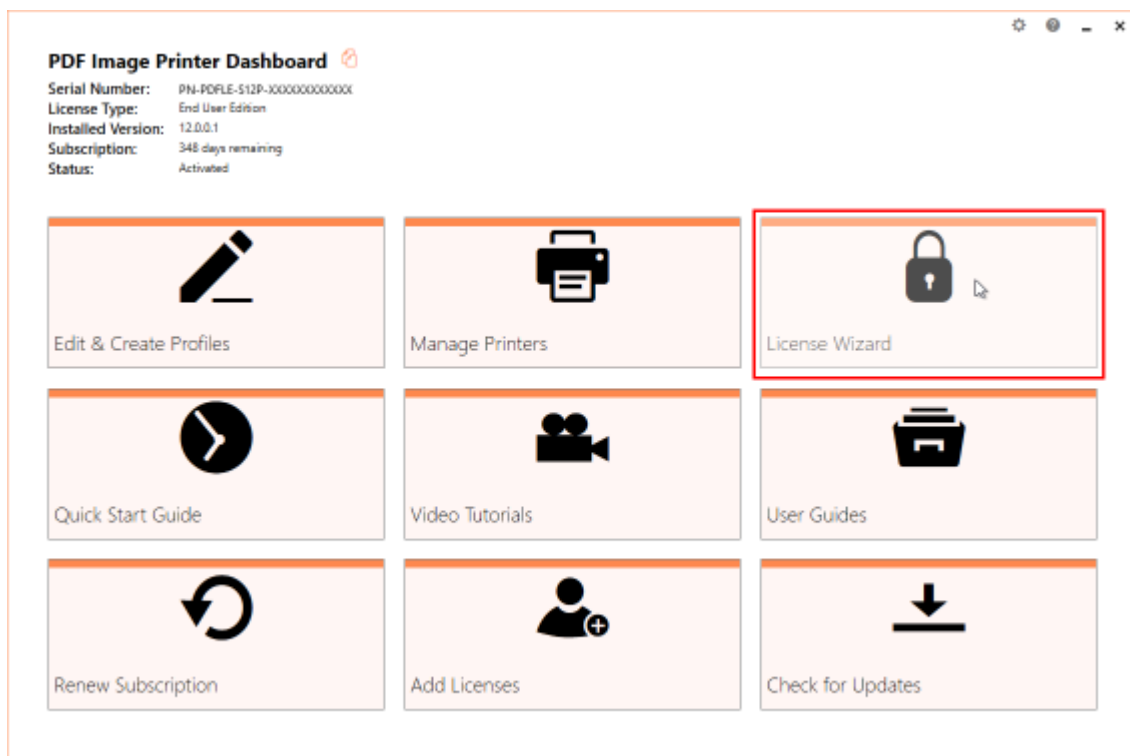 PDF Image Printer Dashboard
Serial Number: PN-PDFLE-S12P-XXXXXXXXXXXX
License Type: End User Edition
Installed Version: 12.0.0.1
Subscription: 348 days remaining
Status: Activated
Edit & Create Profiles
Manage Printers
License Wizard
Quick Start Guide
Video Tutorials
User Guides
Renew Subscription
Add Licenses
Check for Updates